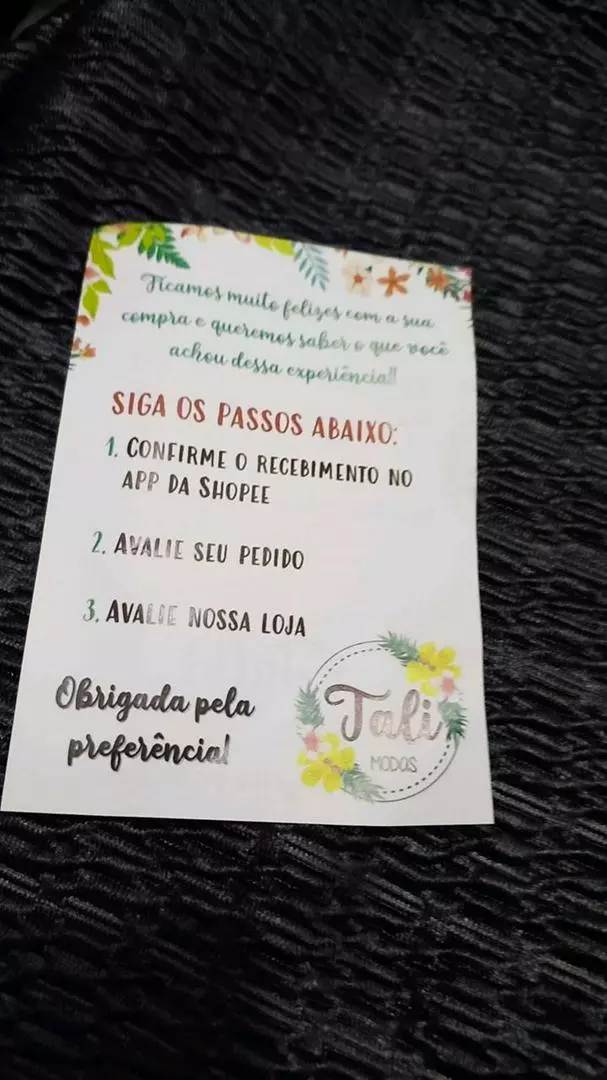 Ficamos muito felizes com a sua
compra e queremos saber o que você
achou dessa experiência!!
SIGA OS PASSOS ABAIXO:
1. CONFIRME O RECEBIMENTO NO
APP DA SHOPEE
2. AVALIE SEU PEDIDO
3. AVALIE NOSSA LOJA
Obrigada pela
preferência!
Tali
MODAS